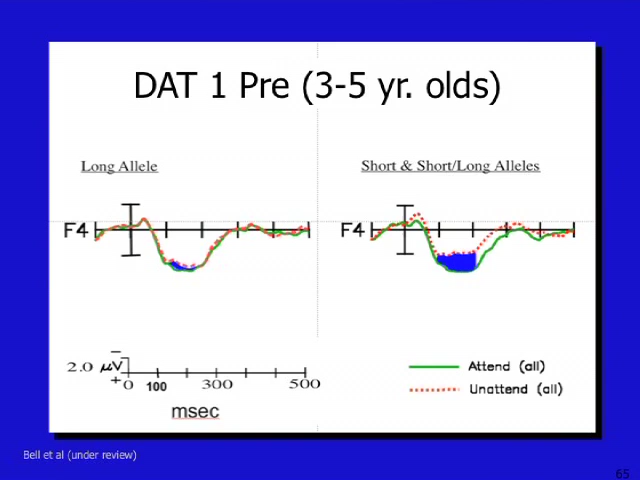 DAT 1 Pre (3-5 yr. olds)
Long Allele
Short & Short/Long Alleles
F4
F4
2.0 µV
−
+
0 100 300 500
msec
Attend (all)
Unattend (all)
Bell et al (under review)
65